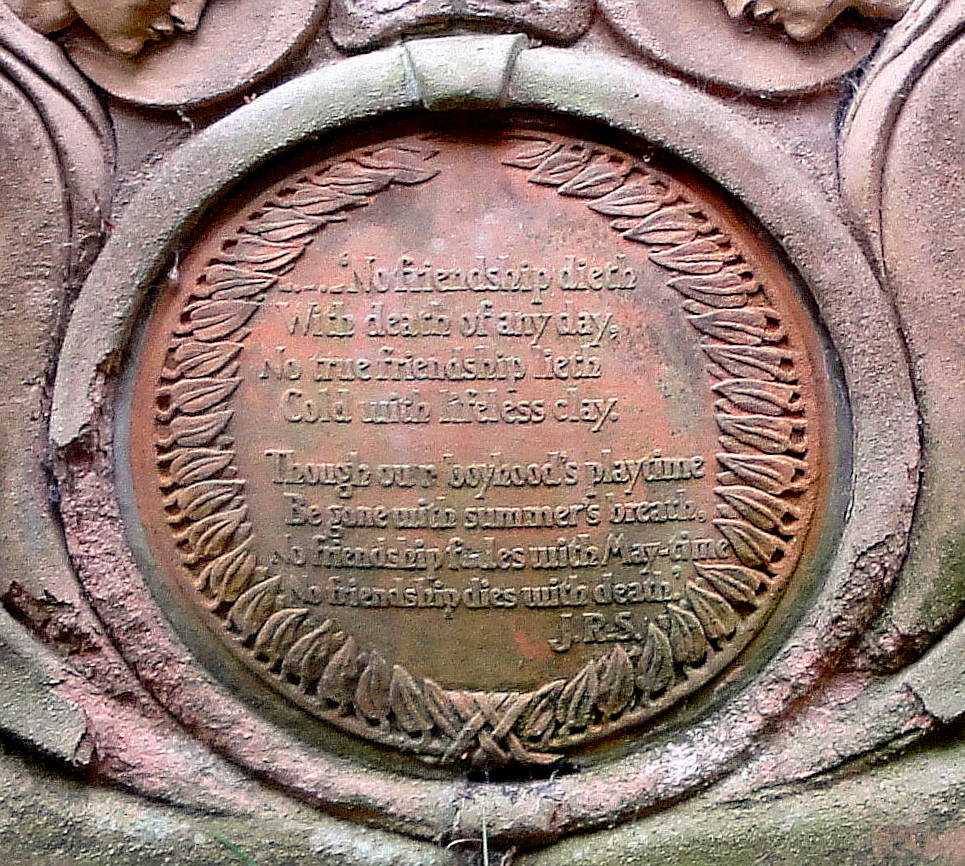 ...."No friendship dieth
With death of any day,
No true friendship lieth
Cold with lifeless clay.
Though our boyhood's playtime
Be gone with summer's breath.
No friendship fades with May-time
No friendship dies with death."
J.R.S.